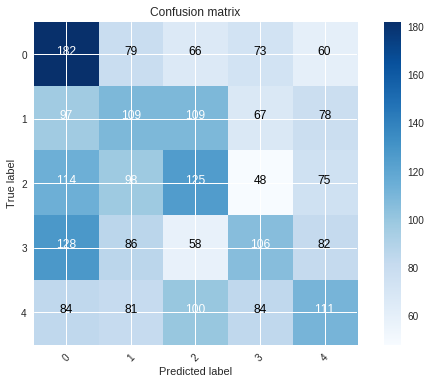 Confusion matrix
0 182 79 66 73 60
1 97 109 109 67 78
2 114 98 125 48 75
3 128 86 58 106 82
4 84 81 100 84 111
0 1 2 3 4
True label
Predicted label
180
160
140
120
100
80
60